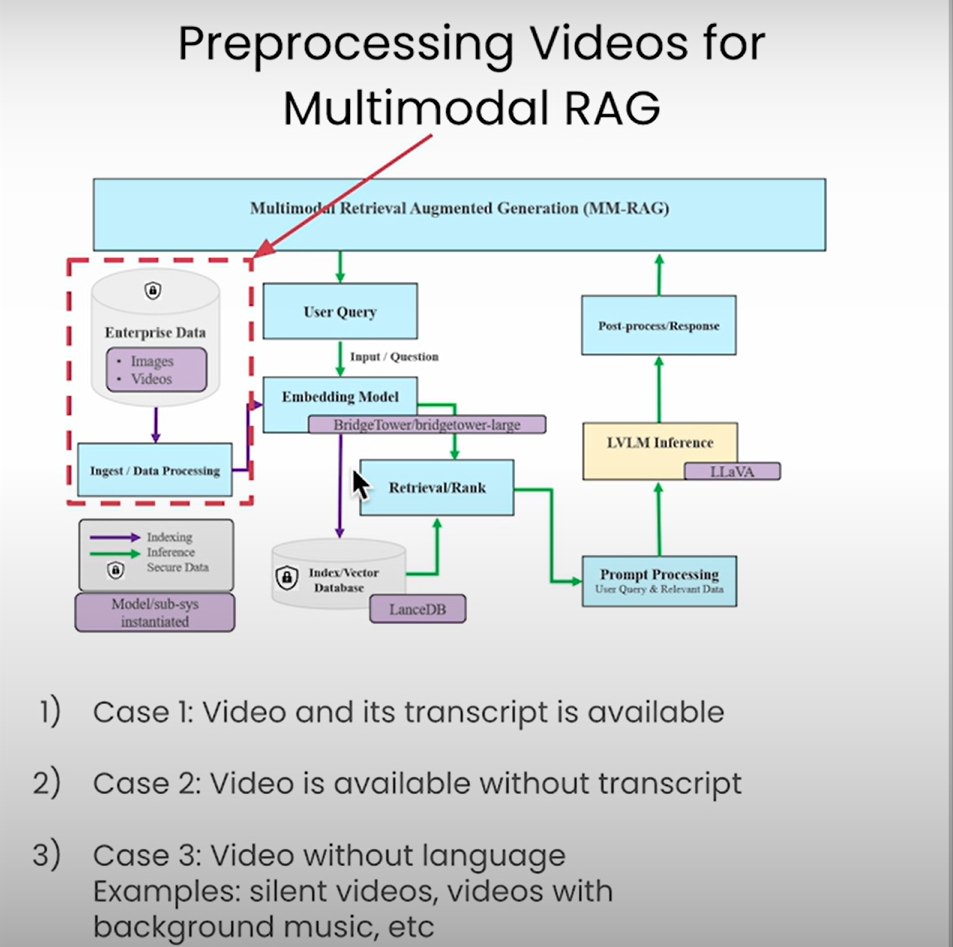 Preprocessing Videos for
Multimodal RAG
Multimodal Retrieval Augmented Generation (MM-RAG)
Enterprise Data
• Images
• Videos
Ingest / Data Processing
User Query
Input / Question
Embedding Model
BridgeTower/bridgetower-large
Retrieval/Rank
Index/Vector
Database
LanceDB
Post-process/Response
LVLM Inference
LLaVA
Prompt Processing
User Query & Relevant Data
Indexing
Inference
Secure Data
Model/sub-sys
instantiated
1) Case 1: Video and its transcript is available
2) Case 2: Video is available without transcript
3) Case 3: Video without language
Examples: silent videos, videos with
background music, etc